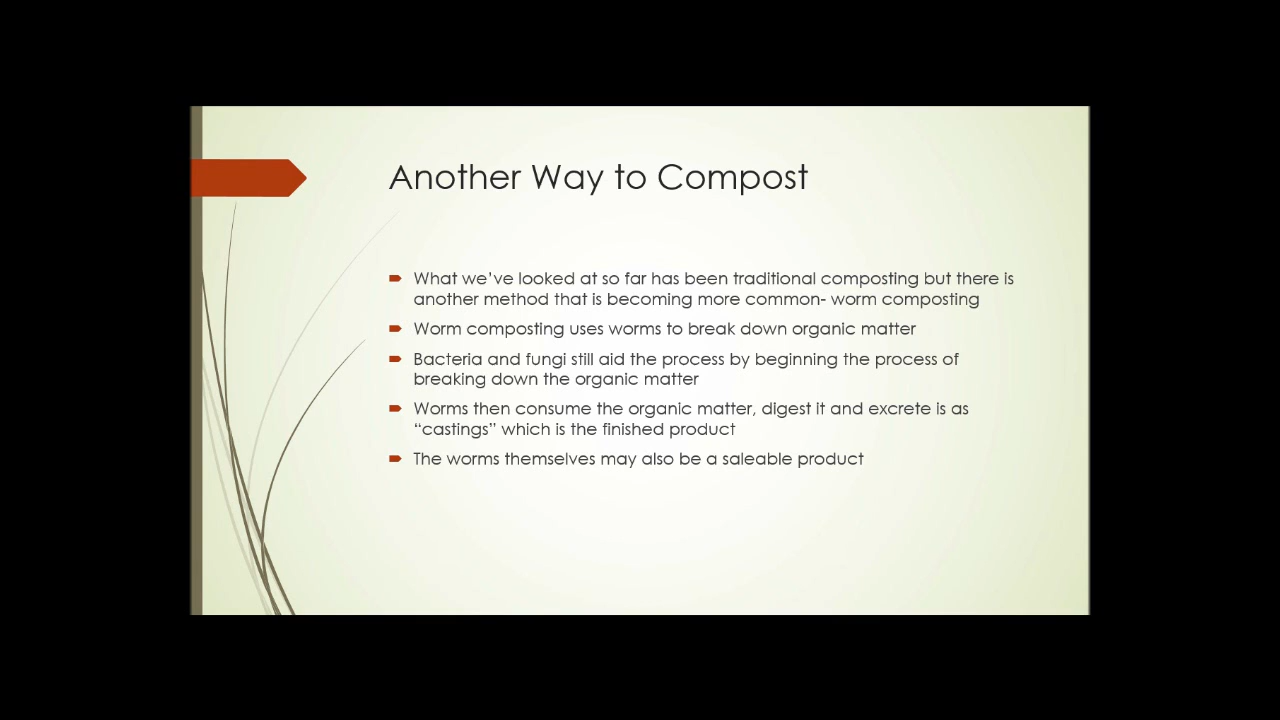 Another Way to Compost
What we’ve looked at so far has been traditional composting but there is
another method that is becoming more common- worm composting
Worm composting uses worms to break down organic matter
Bacteria and fungi still aid the process by beginning the process of
breaking down the organic matter
Worms then consume the organic matter, digest it and excrete is as
“castings” which is the finished product
The worms themselves may also be a saleable product